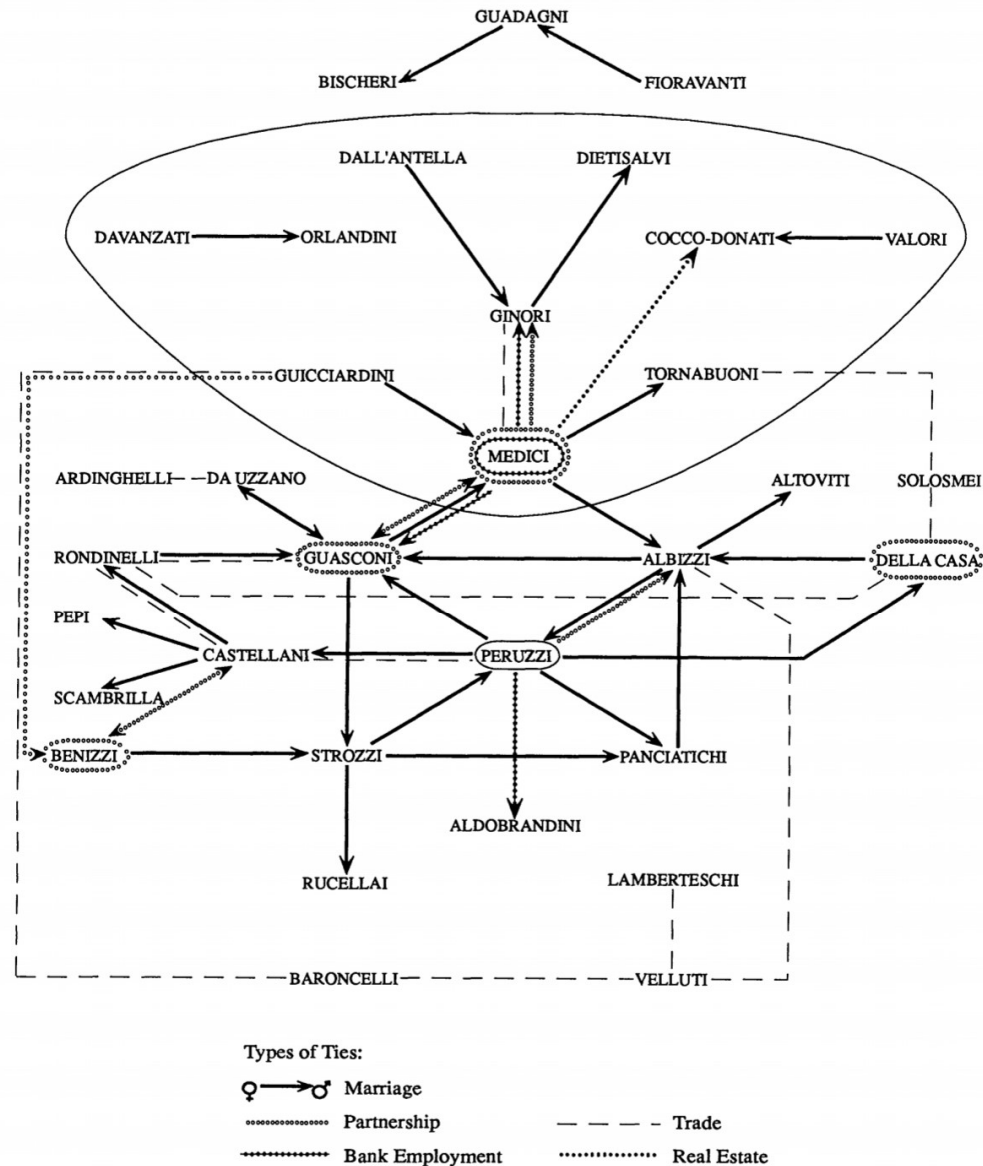 GUADAGNI
BISCHERI FIORAVANTI
DALL'ANTELLA DIETISALVI
DAVANZATI ORLANDINI COCCO-DONATI VALORI
GINORI
GUICCIARDINI TORNABUONI
MEDICI
ARDINGHELLI DA UZZANO ALTOVITI SOLOSMEI
RONDINELLI GUASCONI ALBIZZI DELLA CASA
PEPI
CASTELLANI PERUZZI
SCAMBRILLA
BENIZZI STROZZI PANCIATICHI
ALDOBRANDINI
RUCELLAI LAMBERTESCHI
BARONCELLI VELLUTI
Types of Ties:
♀ ♂ Marriage
Partnership Trade
Bank Employment Real Estate